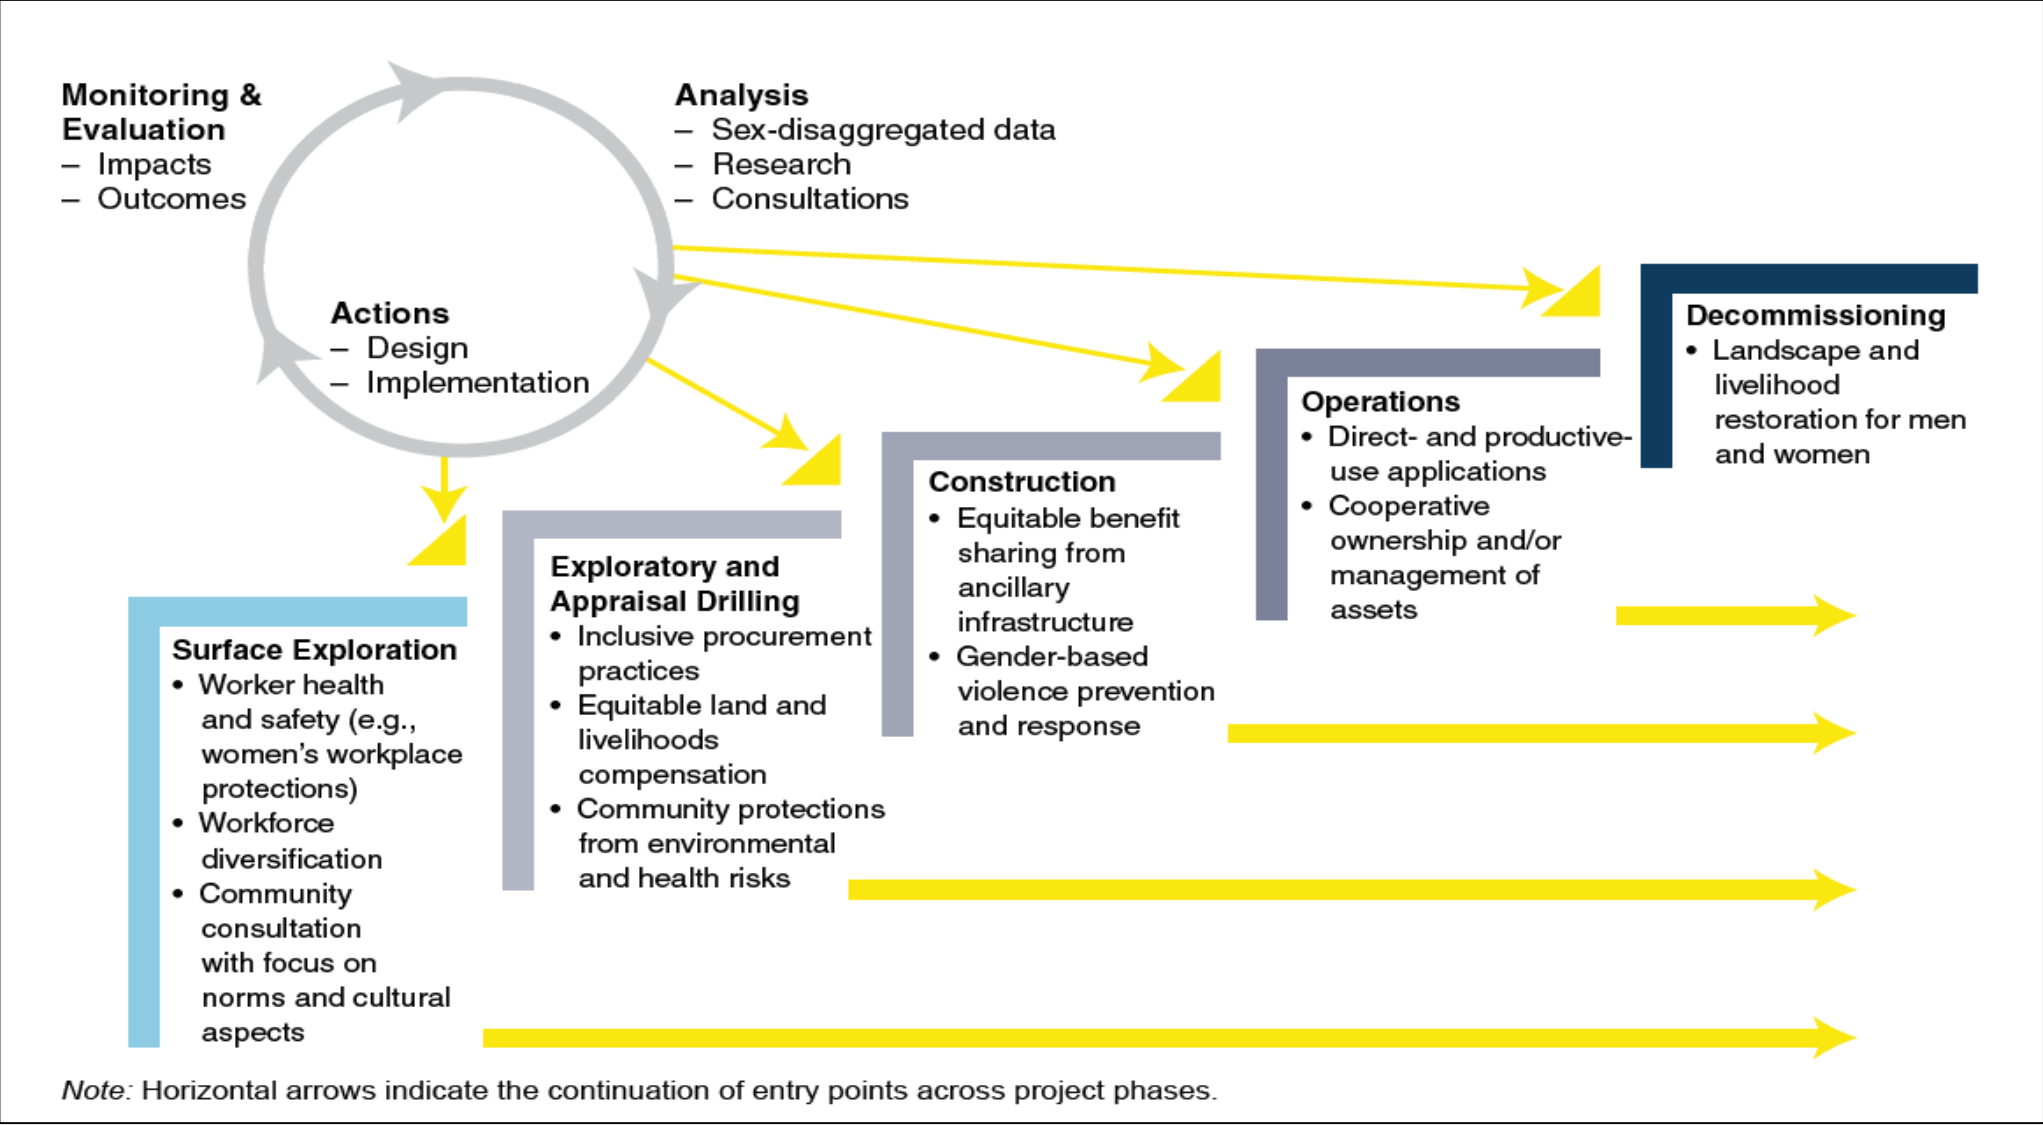 Monitoring &
Evaluation
– Impacts
– Outcomes
Analysis
– Sex-disaggregated data
– Research
– Consultations
Actions
– Design
– Implementation
Surface Exploration
• Worker health
and safety (e.g.,
women’s workplace
protections)
• Workforce
diversification
• Community
consultation
with focus on
norms and cultural
aspects
Exploratory and
Appraisal Drilling
• Inclusive procurement
practices
• Equitable land and
livelihoods
compensation
• Community protections
from environmental
and health risks
Construction
• Equitable benefit
sharing from
ancillary
infrastructure
• Gender-based
violence prevention
and response
Operations
• Direct- and productive-
use applications
• Cooperative
ownership and/or
management of
assets
Decommissioning
• Landscape and
livelihood
restoration for men
and women
Note: Horizontal arrows indicate the continuation of entry points across project phases.